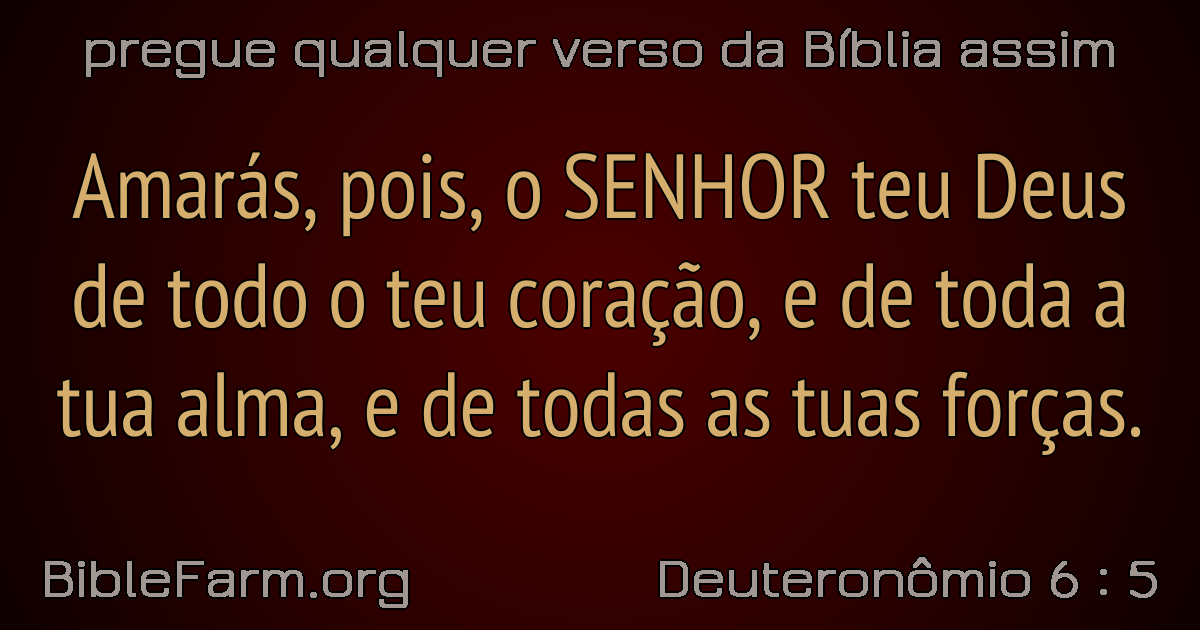 pregue qualquer verso da Bíblia assim
Amarás, pois, o SENHOR teu Deus
de todo o teu coração, e de toda a
tua alma, e de todas as tuas forças.
BibleFarm.org
Deuteronômio 6 : 5